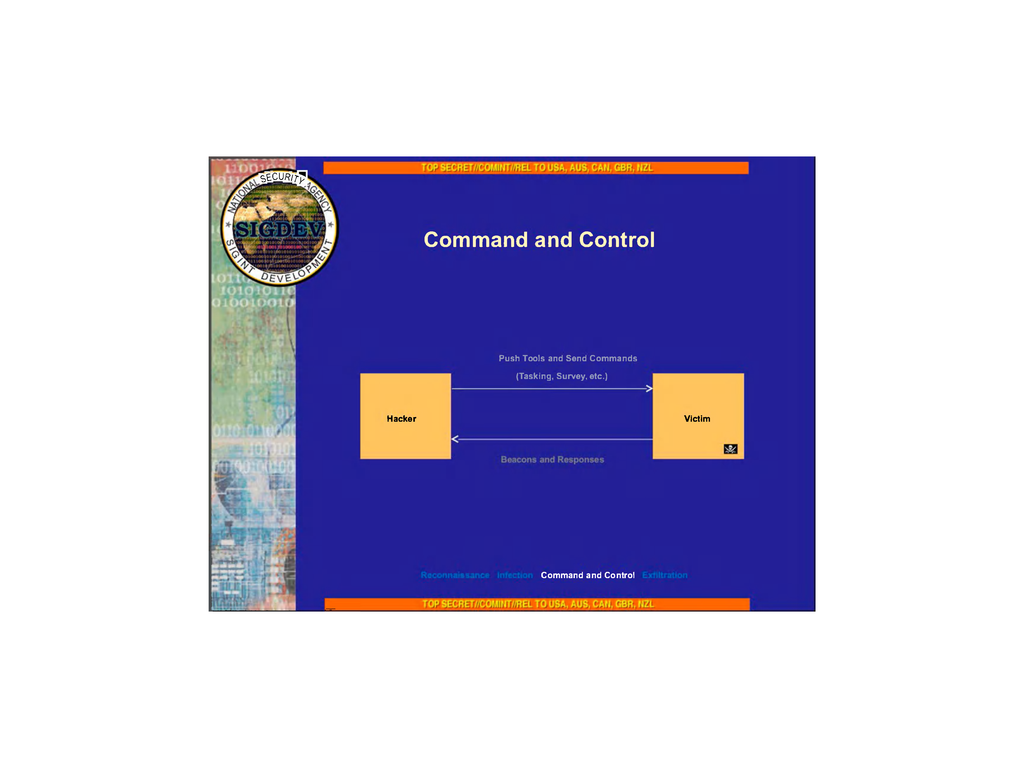 TOP SECRET//COMINT//REL TO USA, AUS, CAN, GBR, NZL
NATIONAL SECURITY AGENCY
SIGDEV
SIGINT DEVELOPMENT
Command and Control
Push Tools and Send Commands
(Tasking, Survey, etc.)
Hacker
Victim
Beacons and Responses
Reconnaissance Infection Command and Control Exfiltration
TOP SECRET//COMINT//REL TO USA, AUS, CAN, GBR, NZL